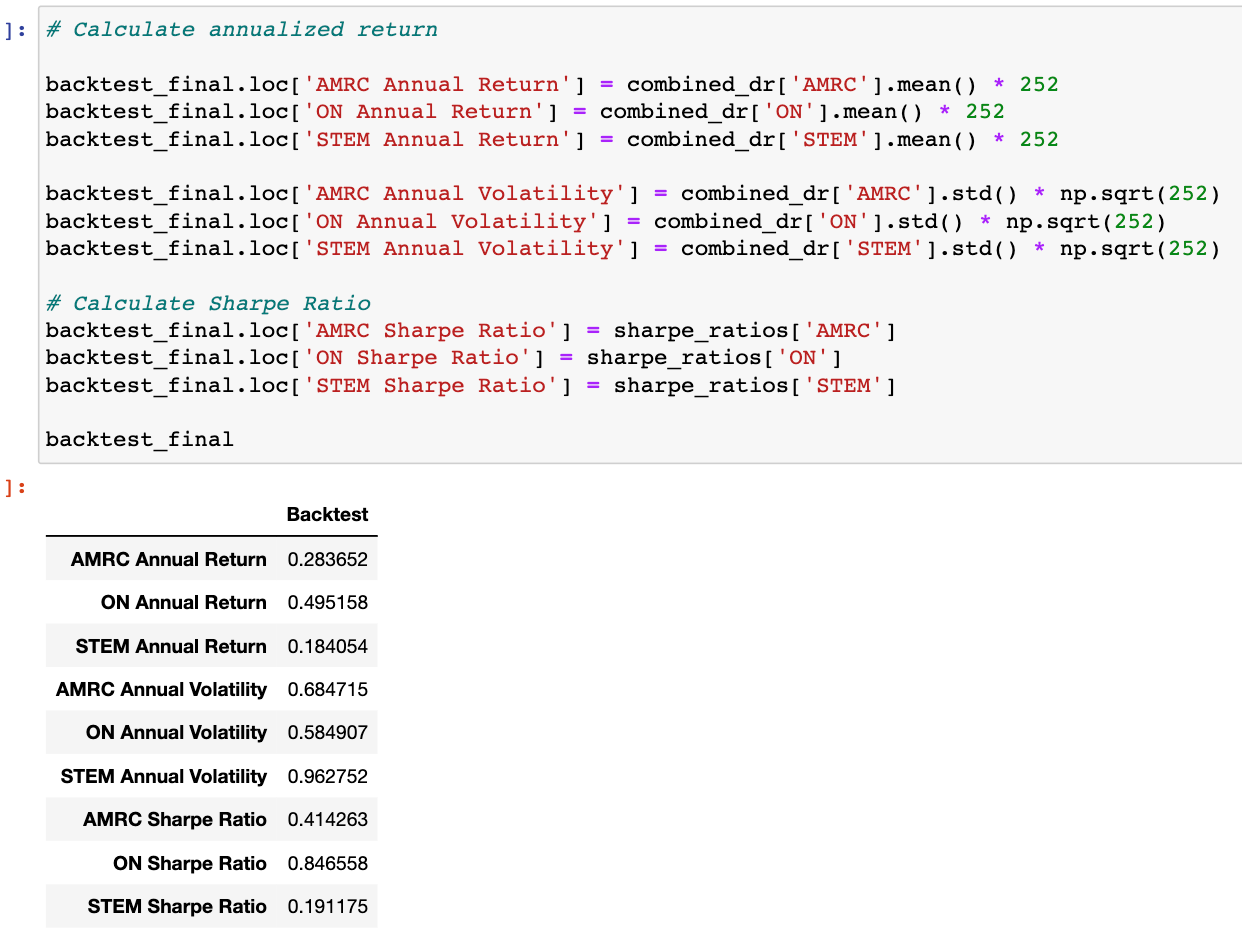 ]:
# Calculate annualized return
backtest_final.loc['AMRC Annual Return'] = combined_dr['AMRC'].mean() * 252
backtest_final.loc['ON Annual Return'] = combined_dr['ON'].mean() * 252
backtest_final.loc['STEM Annual Return'] = combined_dr['STEM'].mean() * 252
backtest_final.loc['AMRC Annual Volatility'] = combined_dr['AMRC'].std() * np.sqrt(252)
backtest_final.loc['ON Annual Volatility'] = combined_dr['ON'].std() * np.sqrt(252)
backtest_final.loc['STEM Annual Volatility'] = combined_dr['STEM'].std() * np.sqrt(252)
# Calculate Sharpe Ratio
backtest_final.loc['AMRC Sharpe Ratio'] = sharpe_ratios['AMRC']
backtest_final.loc['ON Sharpe Ratio'] = sharpe_ratios['ON']
backtest_final.loc['STEM Sharpe Ratio'] = sharpe_ratios['STEM']
backtest_final
]:
Backtest
AMRC Annual Return 0.283652
ON Annual Return 0.495158
STEM Annual Return 0.184054
AMRC Annual Volatility 0.684715
ON Annual Volatility 0.584907
STEM Annual Volatility 0.962752
AMRC Sharpe Ratio 0.414263
ON Sharpe Ratio 0.846558
STEM Sharpe Ratio 0.191175